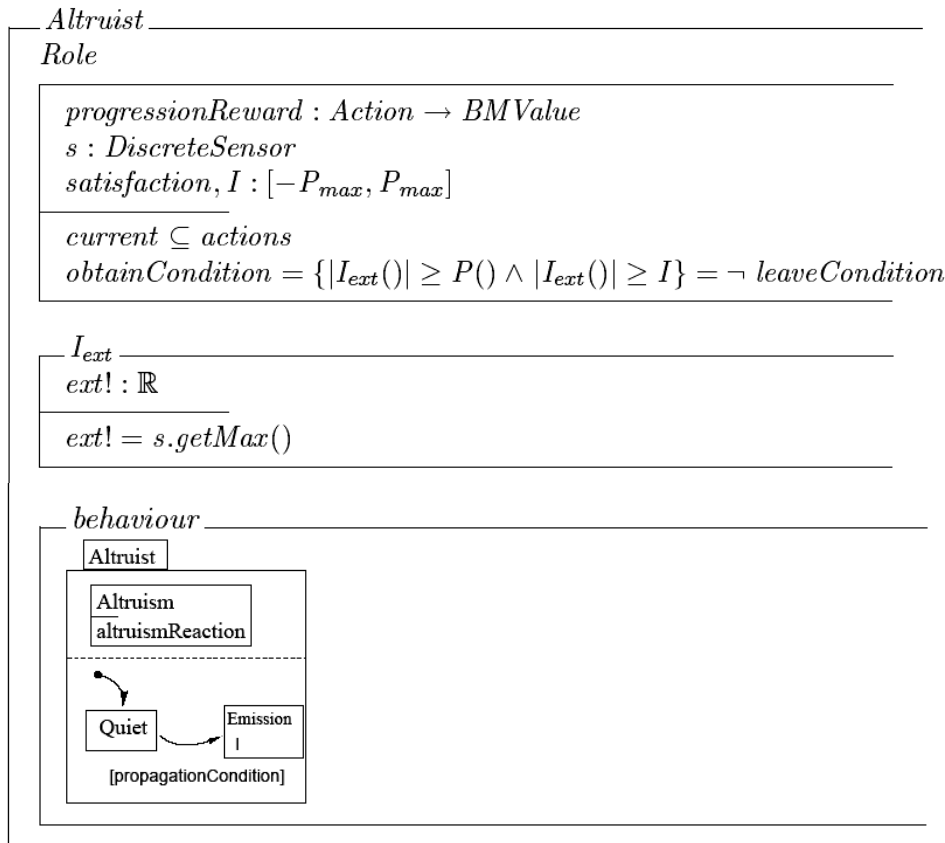 Altruist
Role
progressionReward : Action → BMValue
s : DiscreteSensor
satisfaction, I : [−P_max, P_max]
current ⊆ actions
obtainCondition = {|I_ext()| ≥ P() ∧ |I_ext()| ≥ I} = ¬ leaveCondition
I_ext
ext! : ℝ
ext! = s.getMax()
behaviour
Altruist
Altruism
altruismReaction
Quiet
Emission
I
[propagationCondition]